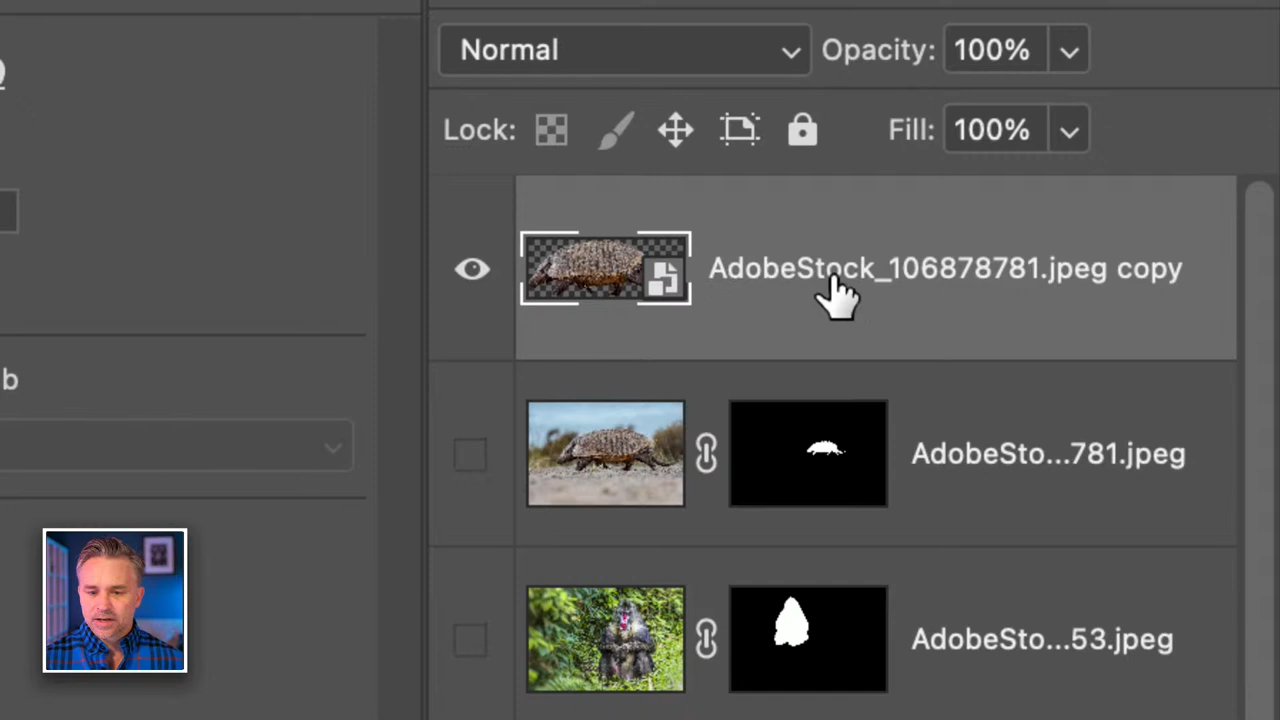 Normal Opacity: 100%
Lock: Fill: 100%
AdobeStock_106878781.jpeg copy
b
AdobeSto...781.jpeg
AdobeSto...53.jpeg